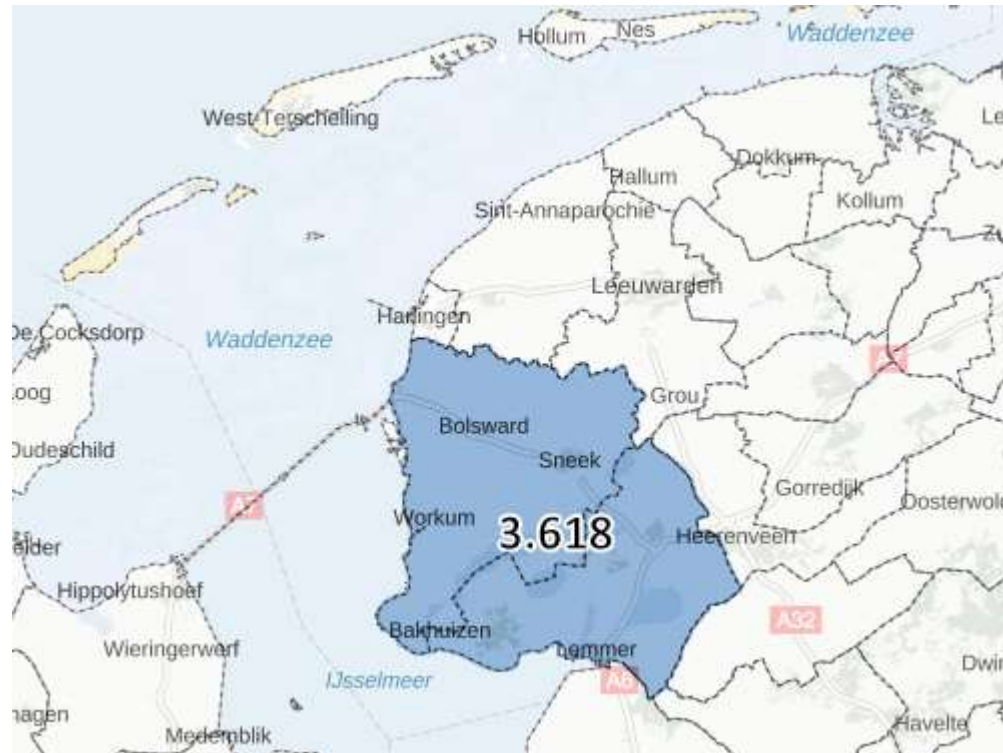 Hollum
Nes
Waddenzee
West-Terschelling
Dokkum
Hallum
Kollum
Sint-Annaparochie
Leeuwarden
Harlingen
De Cocksdorp
Waddenzee
Grou
Bolsward
Oudeschild
Sneek
Gorredijk
A7
Oosterwol
Workum
3.618
Heerenveen
Hippolytushoef
A32
Bakhuizen
Wieringerwerf
Lemmer
IJsselmeer
A6
Havelte
Medemblik